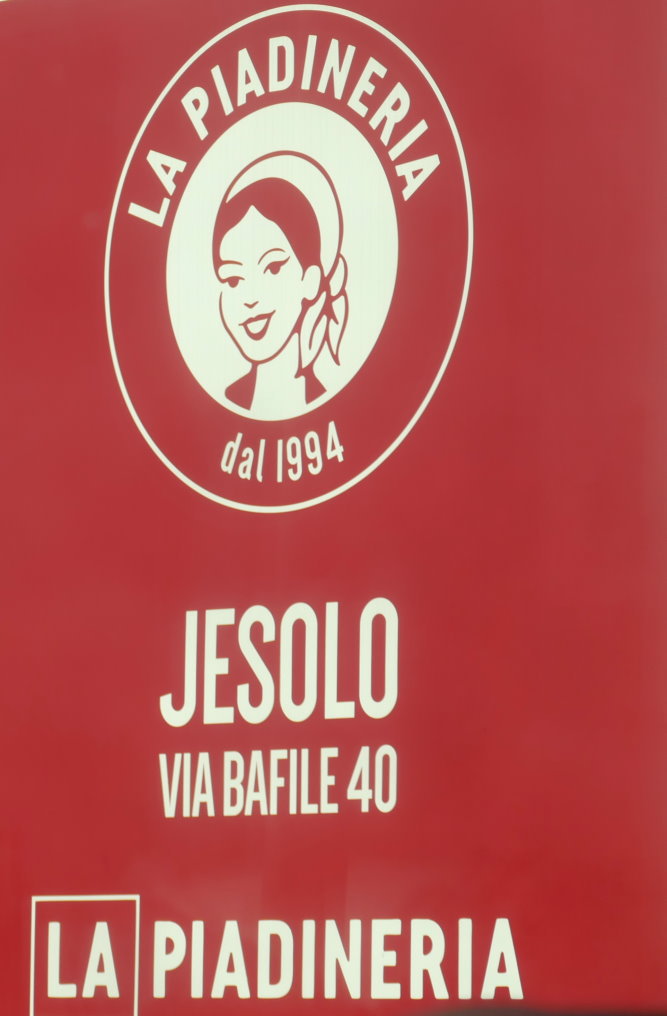 LA PIADINERIA
dal 1994
JESOLO
VIA BAFILE 40
LA PIADINERIA